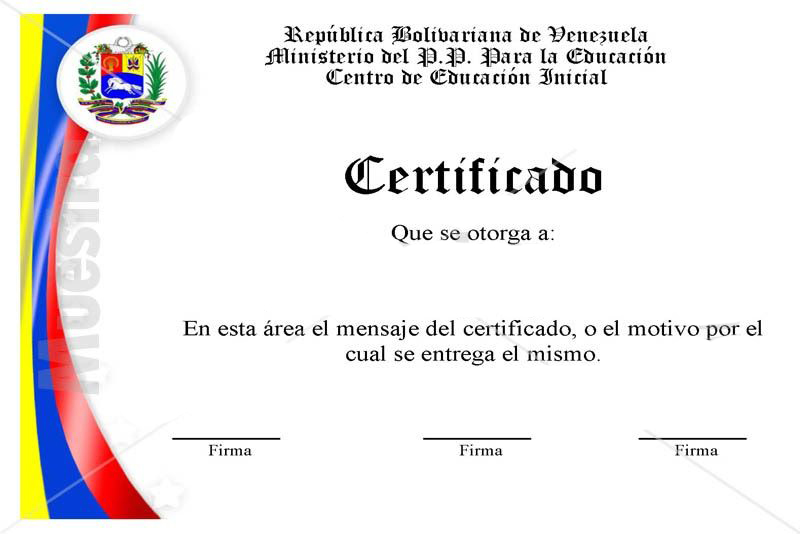 República Bolivariana de Venezuela
Ministerio del P.P. Para la Educación
Centro de Educación Inicial
Muestra
Certificado
Que se otorga a:
En esta área el mensaje del certificado, o el motivo por el
cual se entrega el mismo.
Firma
Firma
Firma